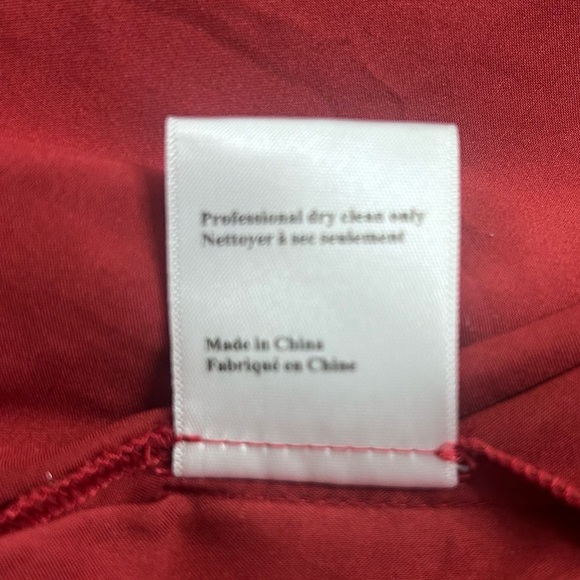 Professional dry clean only
Nettoyer à sec seulement
Made in China
Fabriqué en Chine